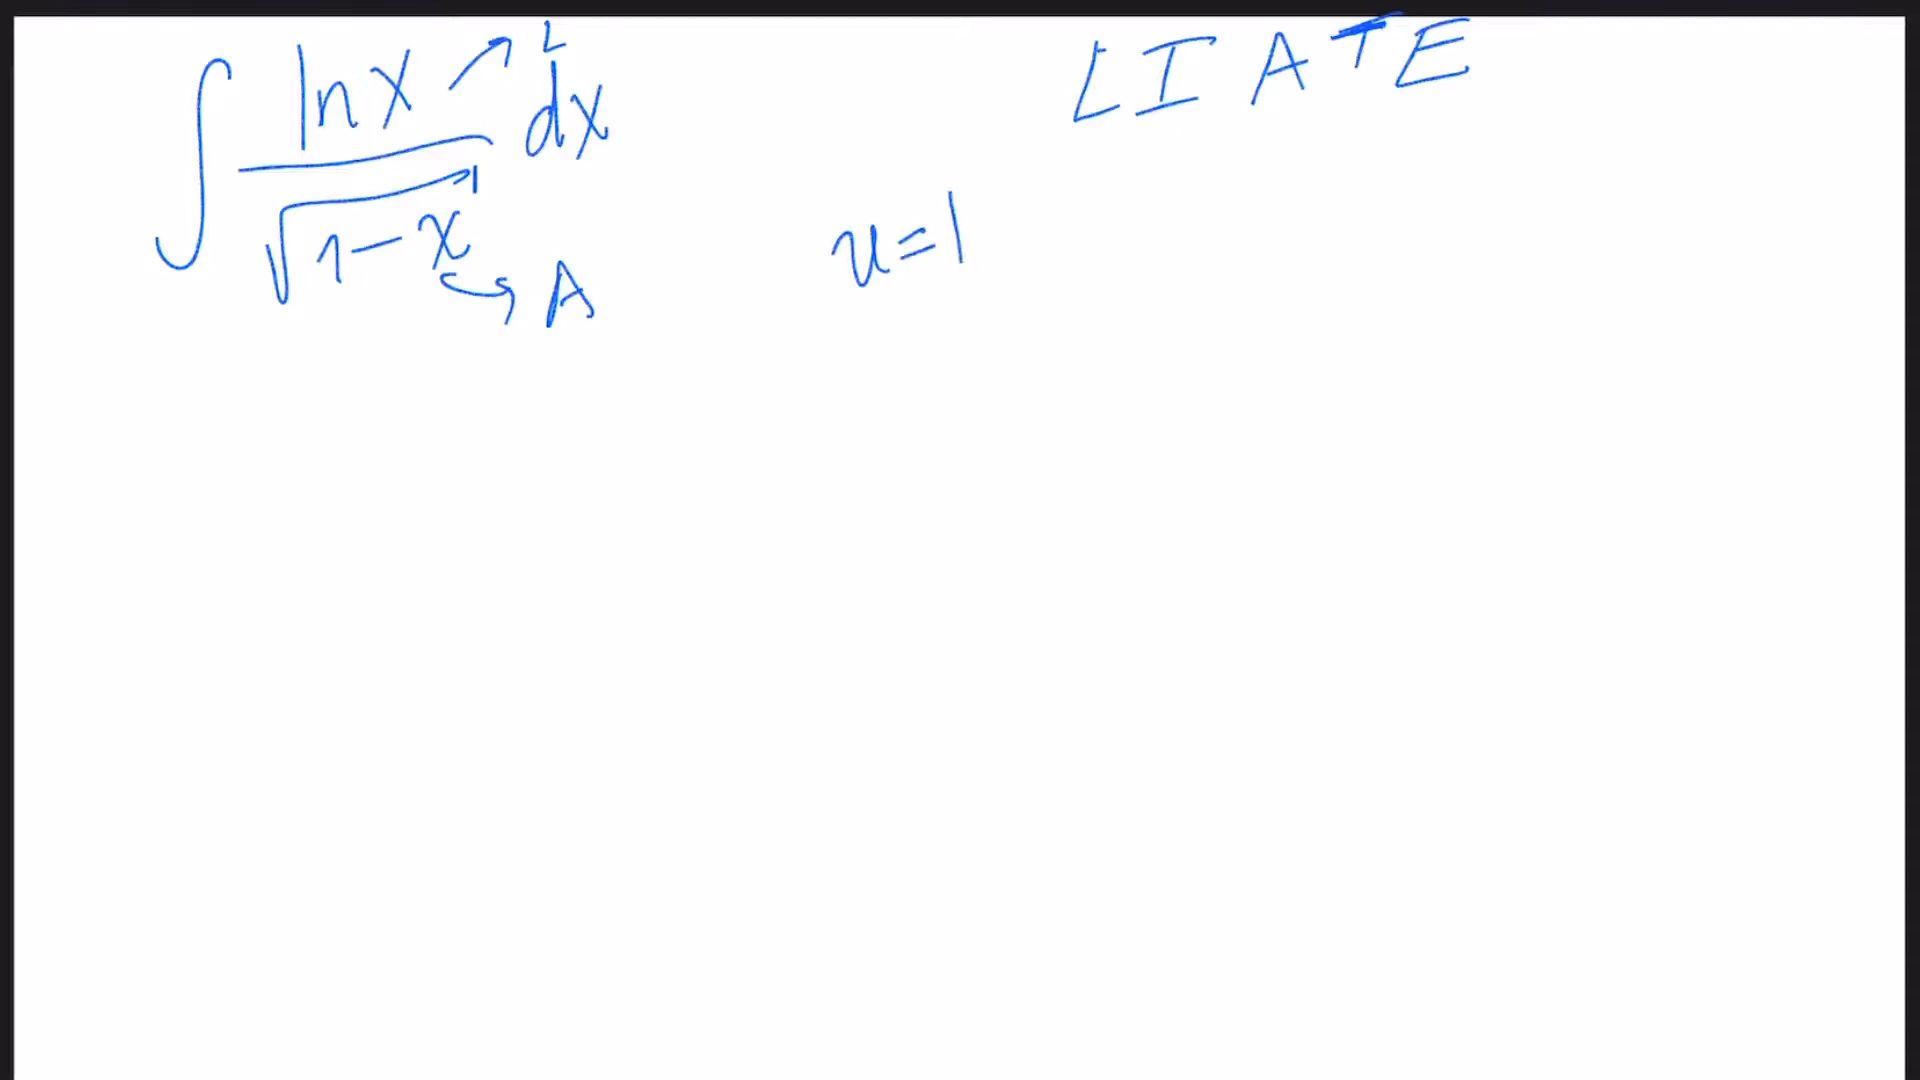 ∫ ln x / √(1 − x) dx
L
A
LIATE
u = l